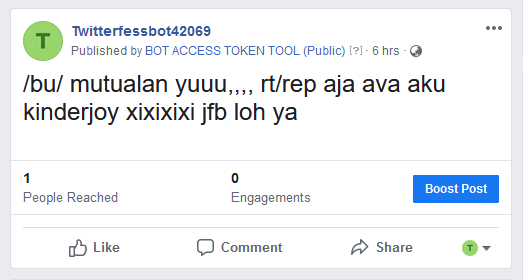 T
Twitterfessbot42069
Published by BOT ACCESS TOKEN TOOL (Public) [?] · 6 hrs ·
/bu/ mutualan yuuu,,,, rt/rep aja ava aku
kinderjoy xixixixi jfb loh ya
1
People Reached
0
Engagements
Boost Post
Like
Comment
Share
T